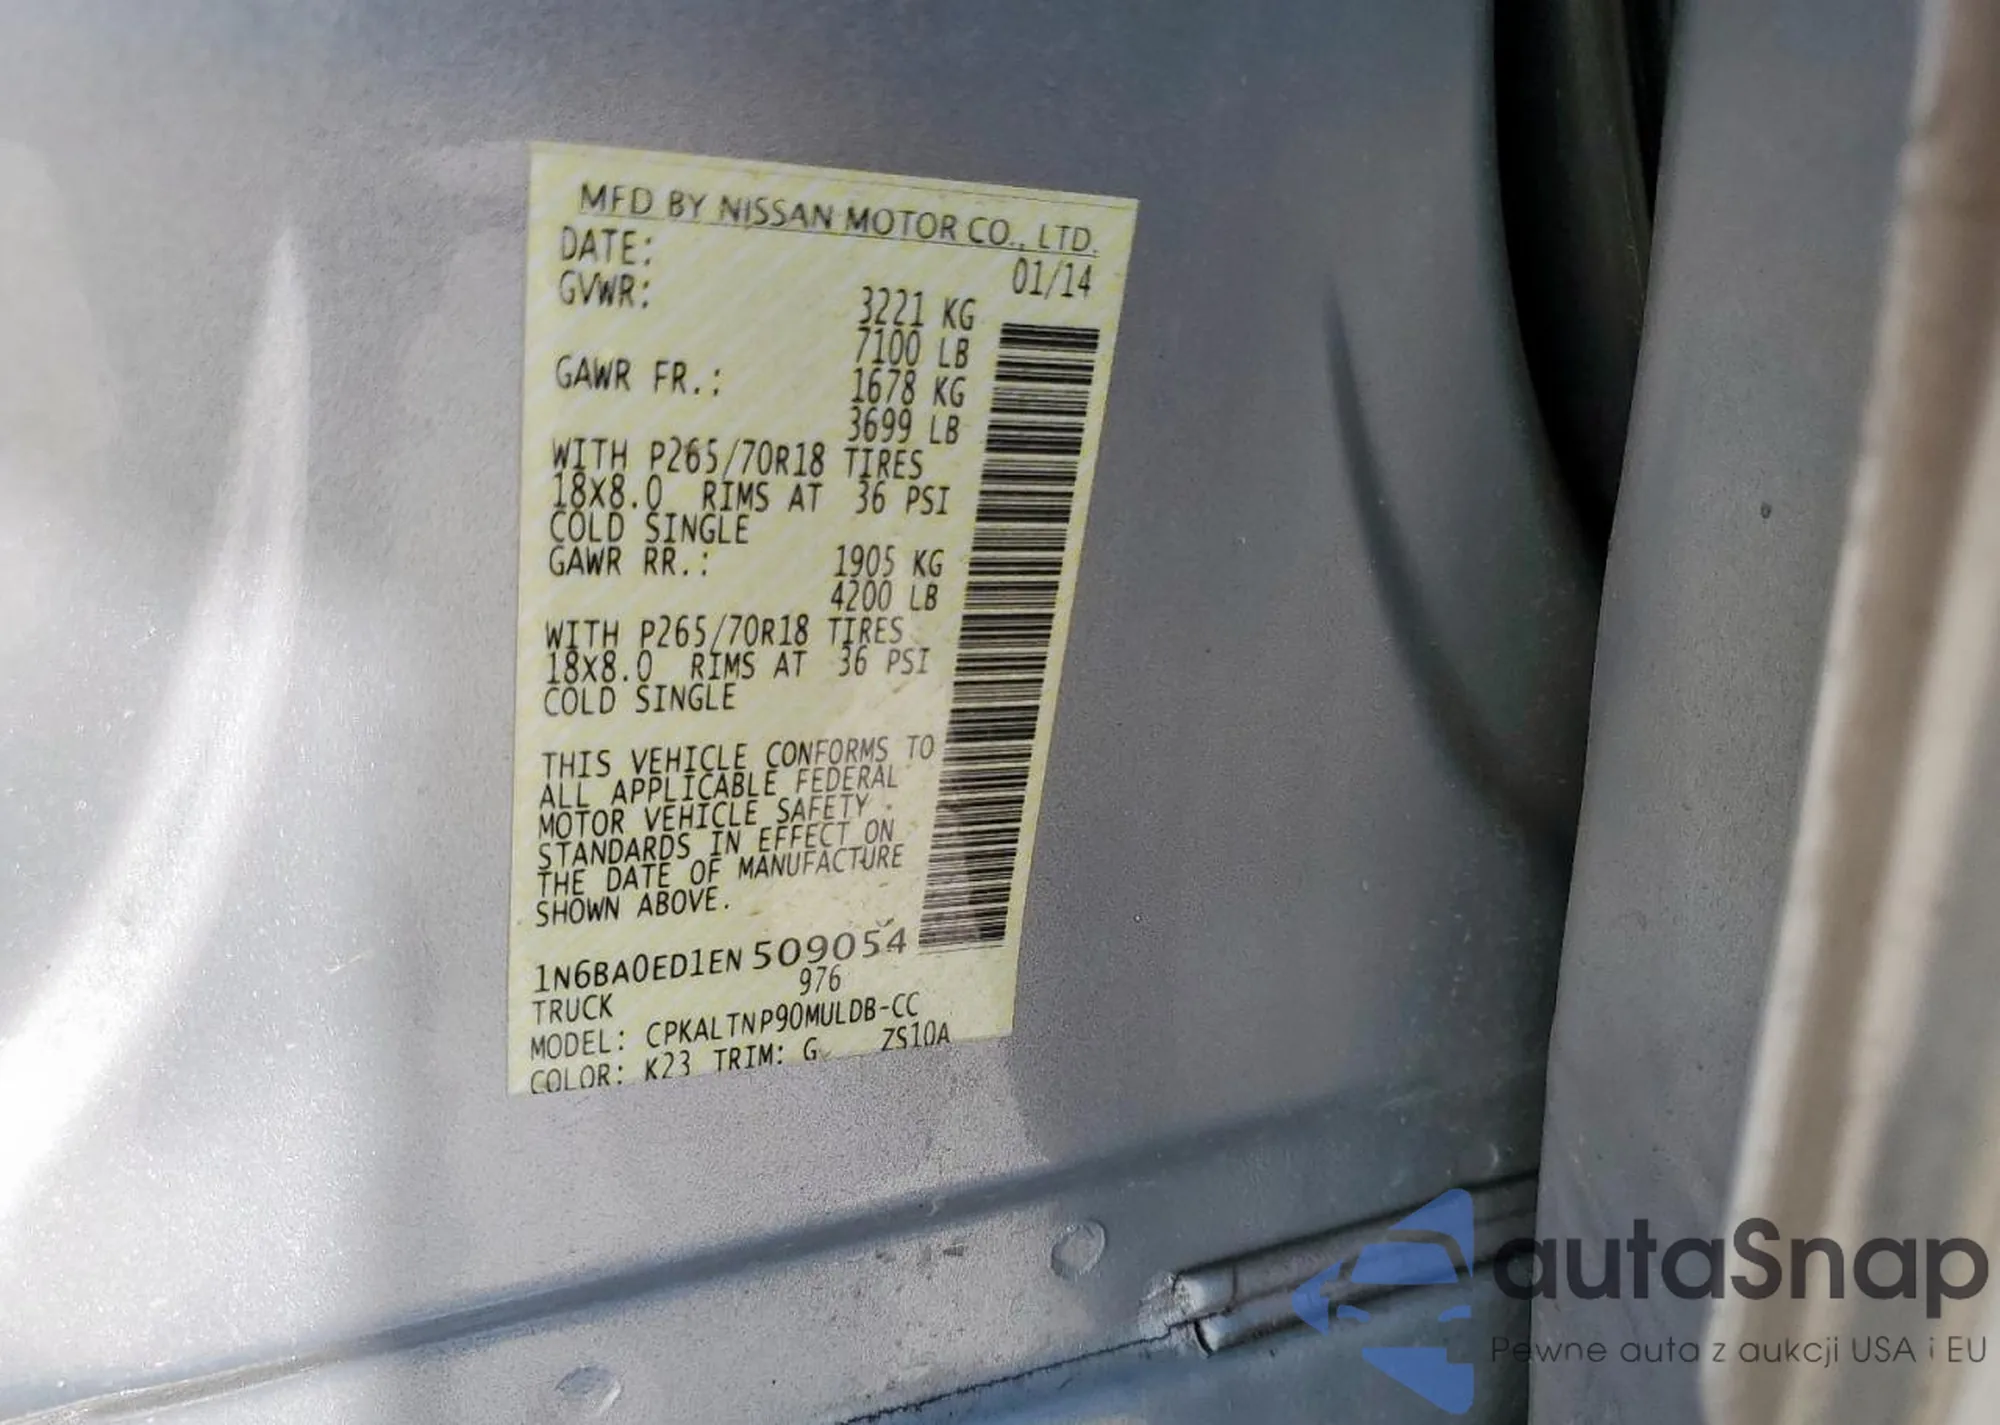 MFD BY NISSAN MOTOR CO., LTD.
DATE: 01/14
GVWR: 3221 KG
7100 LB
GAWR FR.: 1678 KG
3699 LB
WITH P265/70R18 TIRES
18X8.0 RIMS AT 36 PSI
COLD SINGLE
GAWR RR.: 1905 KG
4200 LB
WITH P265/70R18 TIRES
18X8.0 RIMS AT 36 PSI
COLD SINGLE
THIS VEHICLE CONFORMS TO
ALL APPLICABLE FEDERAL
MOTOR VEHICLE SAFETY
STANDARDS IN EFFECT ON
THE DATE OF MANUFACTURE
SHOWN ABOVE.
1N6BA0ED1EN 509054
976
TRUCK
MODEL: CPKALTNP90MULDB-CC
COLOR: K23 TRIM: G ZS10A
autaSnap
Pewne auta z aukcji USA i EU